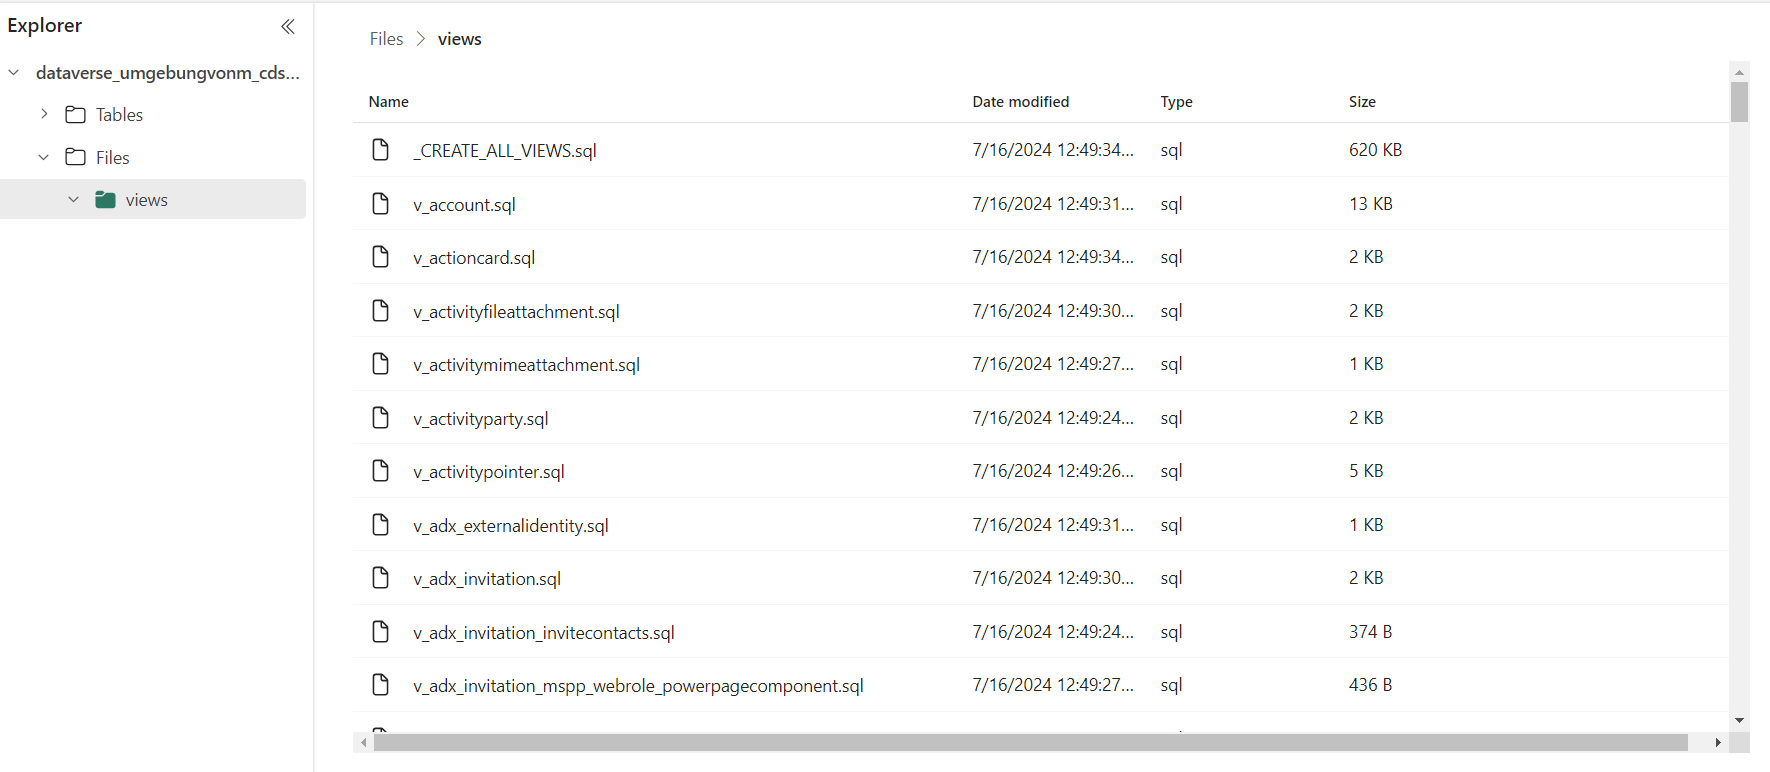 Explorer
dataverse_umgebungvonm_cds...
Tables
Files
views
Files > views
Name Date modified Type Size
_CREATE_ALL_VIEWS.sql 7/16/2024 12:49:34... sql 620 KB
v_account.sql 7/16/2024 12:49:31... sql 13 KB
v_actioncard.sql 7/16/2024 12:49:34... sql 2 KB
v_activityfileattachment.sql 7/16/2024 12:49:30... sql 2 KB
v_activitymimeattachment.sql 7/16/2024 12:49:27... sql 1 KB
v_activityparty.sql 7/16/2024 12:49:24... sql 2 KB
v_activitypointer.sql 7/16/2024 12:49:26... sql 5 KB
v_adx_externalidentity.sql 7/16/2024 12:49:31... sql 1 KB
v_adx_invitation.sql 7/16/2024 12:49:30... sql 2 KB
v_adx_invitation_invitecontacts.sql 7/16/2024 12:49:24... sql 374 B
v_adx_invitation_mspp_webrole_powerpagecomponent.sql 7/16/2024 12:49:27... sql 436 B